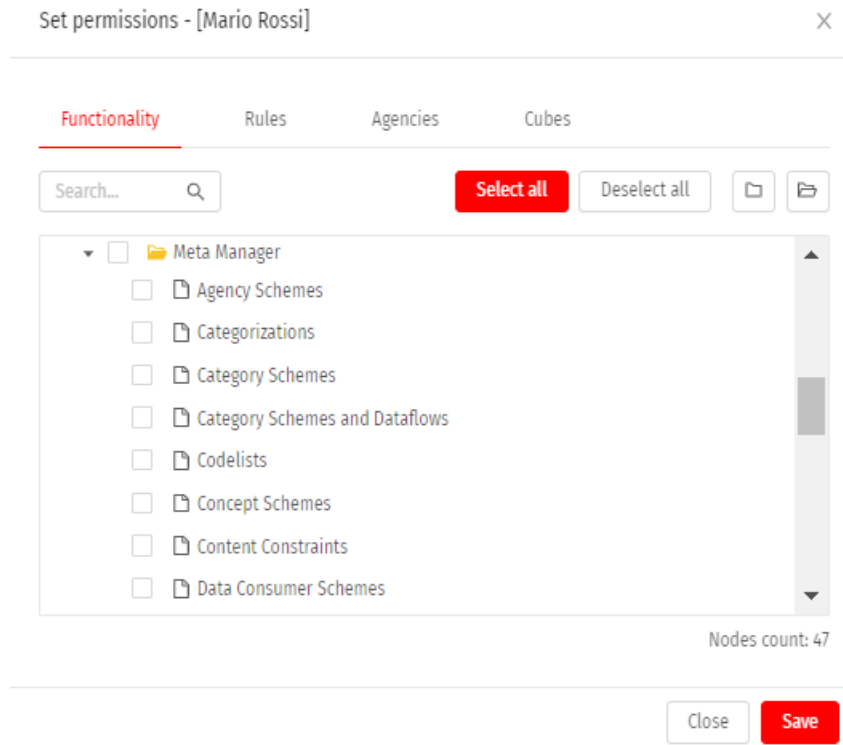 Set permissions - [Mario Rossi]
Functionality Rules Agencies Cubes
Search... Select all Deselect all
Meta Manager
Agency Schemes
Categorizations
Category Schemes
Category Schemes and Dataflows
Codelists
Concept Schemes
Content Constraints
Data Consumer Schemes
Nodes count: 47
Close Save